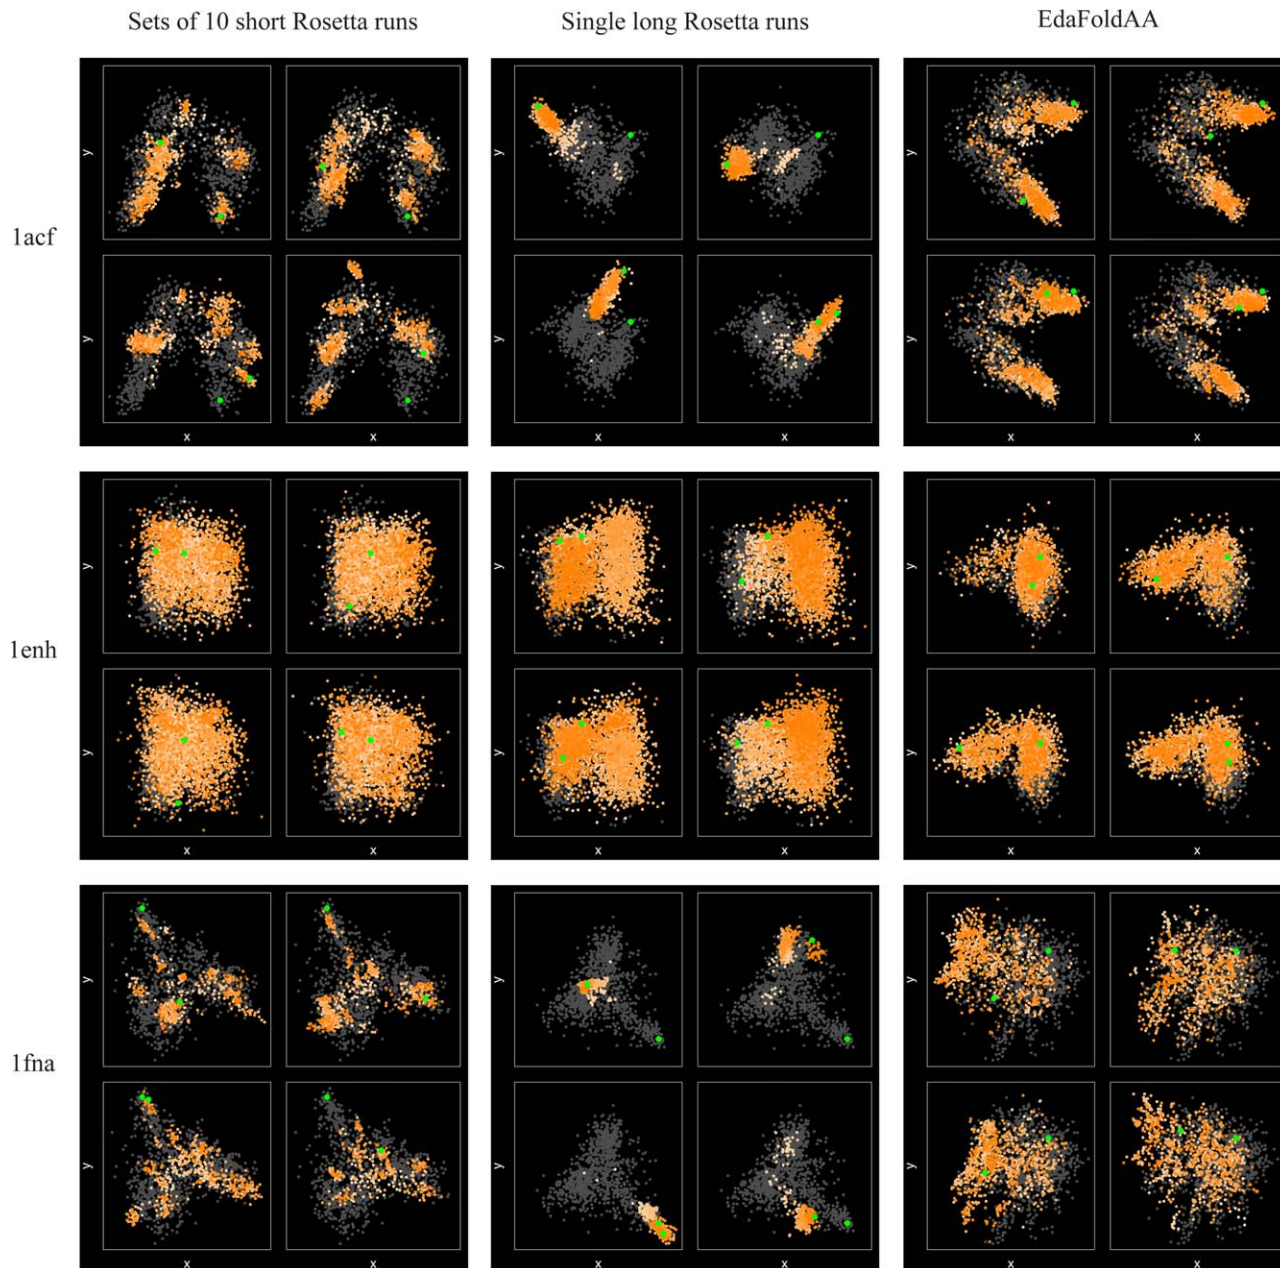 Sets of 10 short Rosetta runs
Single long Rosetta runs
EdaFoldAA
1acf
y
y
y
y
y
y
x
x
x
x
x
x
1enh
y
y
y
y
y
y
x
x
x
x
x
x
1fna
y
y
y
y
y
y
x
x
x
x
x
x